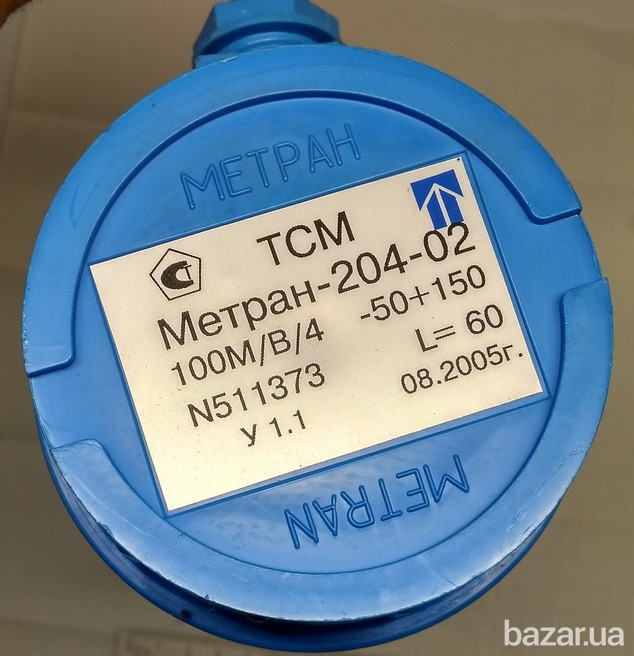 МЕТРАН
ТСМ
Метран-204-02
100М/В/4 -50+150
N511373 L= 60
У 1.1 08.2005г.
METRAN
bazar.ua